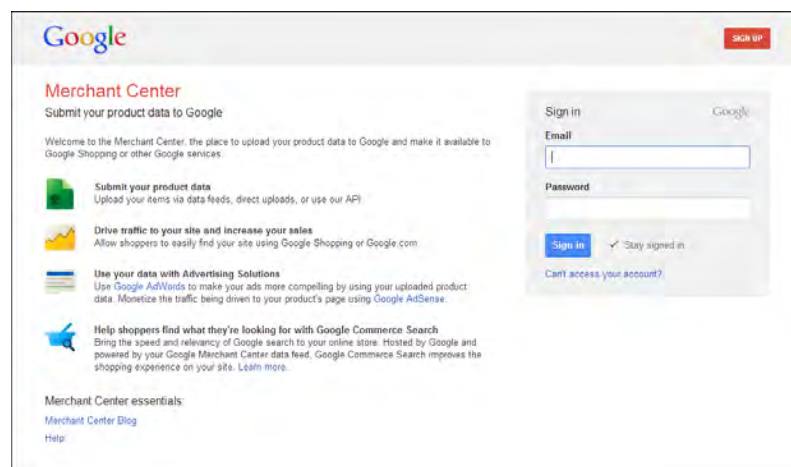 Google
SIGN UP
Merchant Center
Submit your product data to Google
Welcome to the Merchant Center, the place to upload your product data to Google and make it available to
Google Shopping or other Google services.
Submit your product data
Upload your items via data feeds, direct uploads, or use our API
Drive traffic to your site and increase your sales
Allow shoppers to easily find your site using Google Shopping or Google.com
Use your data with Advertising Solutions
Use Google AdWords to make your ads more compelling by using your uploaded product
data. Monetize the traffic being driven to your product's page using Google AdSense.
Help shoppers find what they're looking for with Google Commerce Search
Bring the speed and relevancy of Google search to your online store. Hosted by Google and
powered by your Google Merchant Center data feed, Google Commerce Search improves the
shopping experience on your site. Learn more.
Merchant Center essentials:
Merchant Center Blog
Help
Sign in Google
Email
Password
Sign in Stay signed in
Can't access your account?